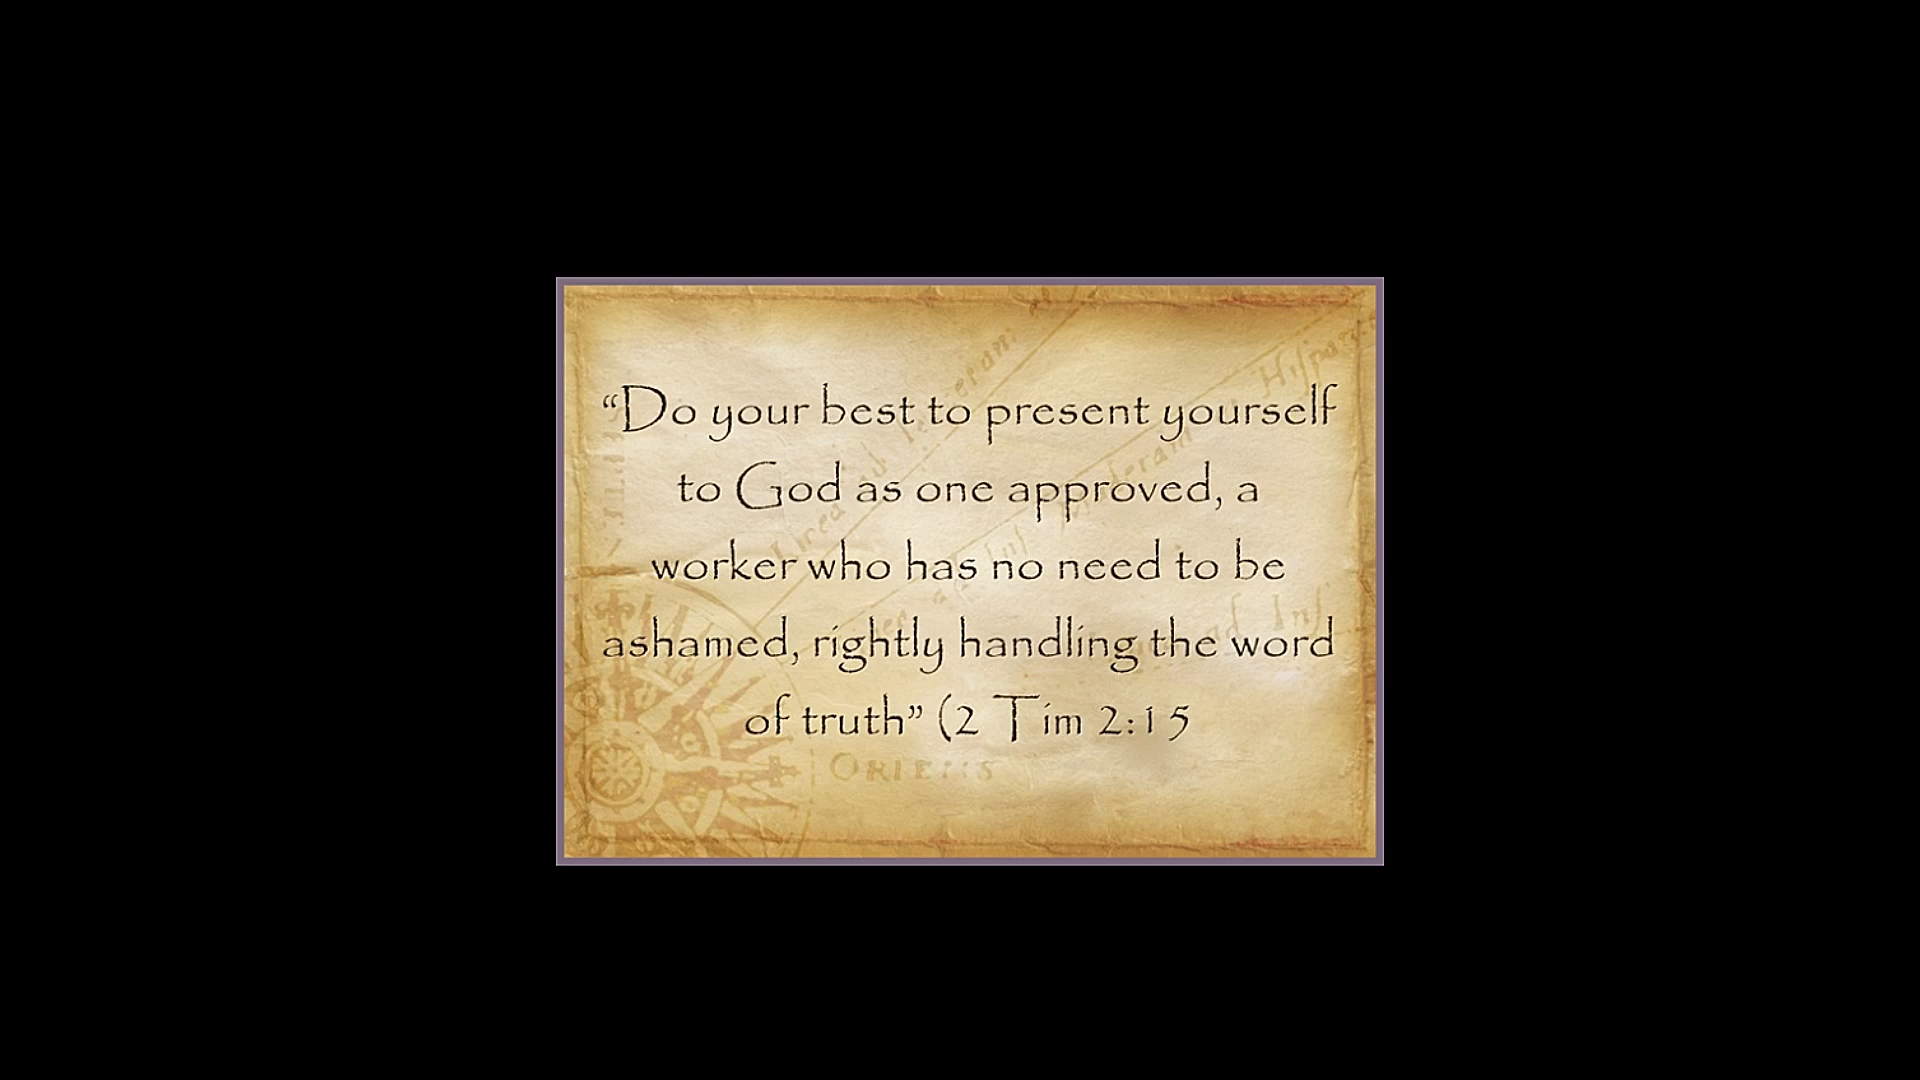 “Do your best to present yourself
to God as one approved, a
worker who has no need to be
ashamed, rightly handling the word
of truth” (2 Tim 2:15